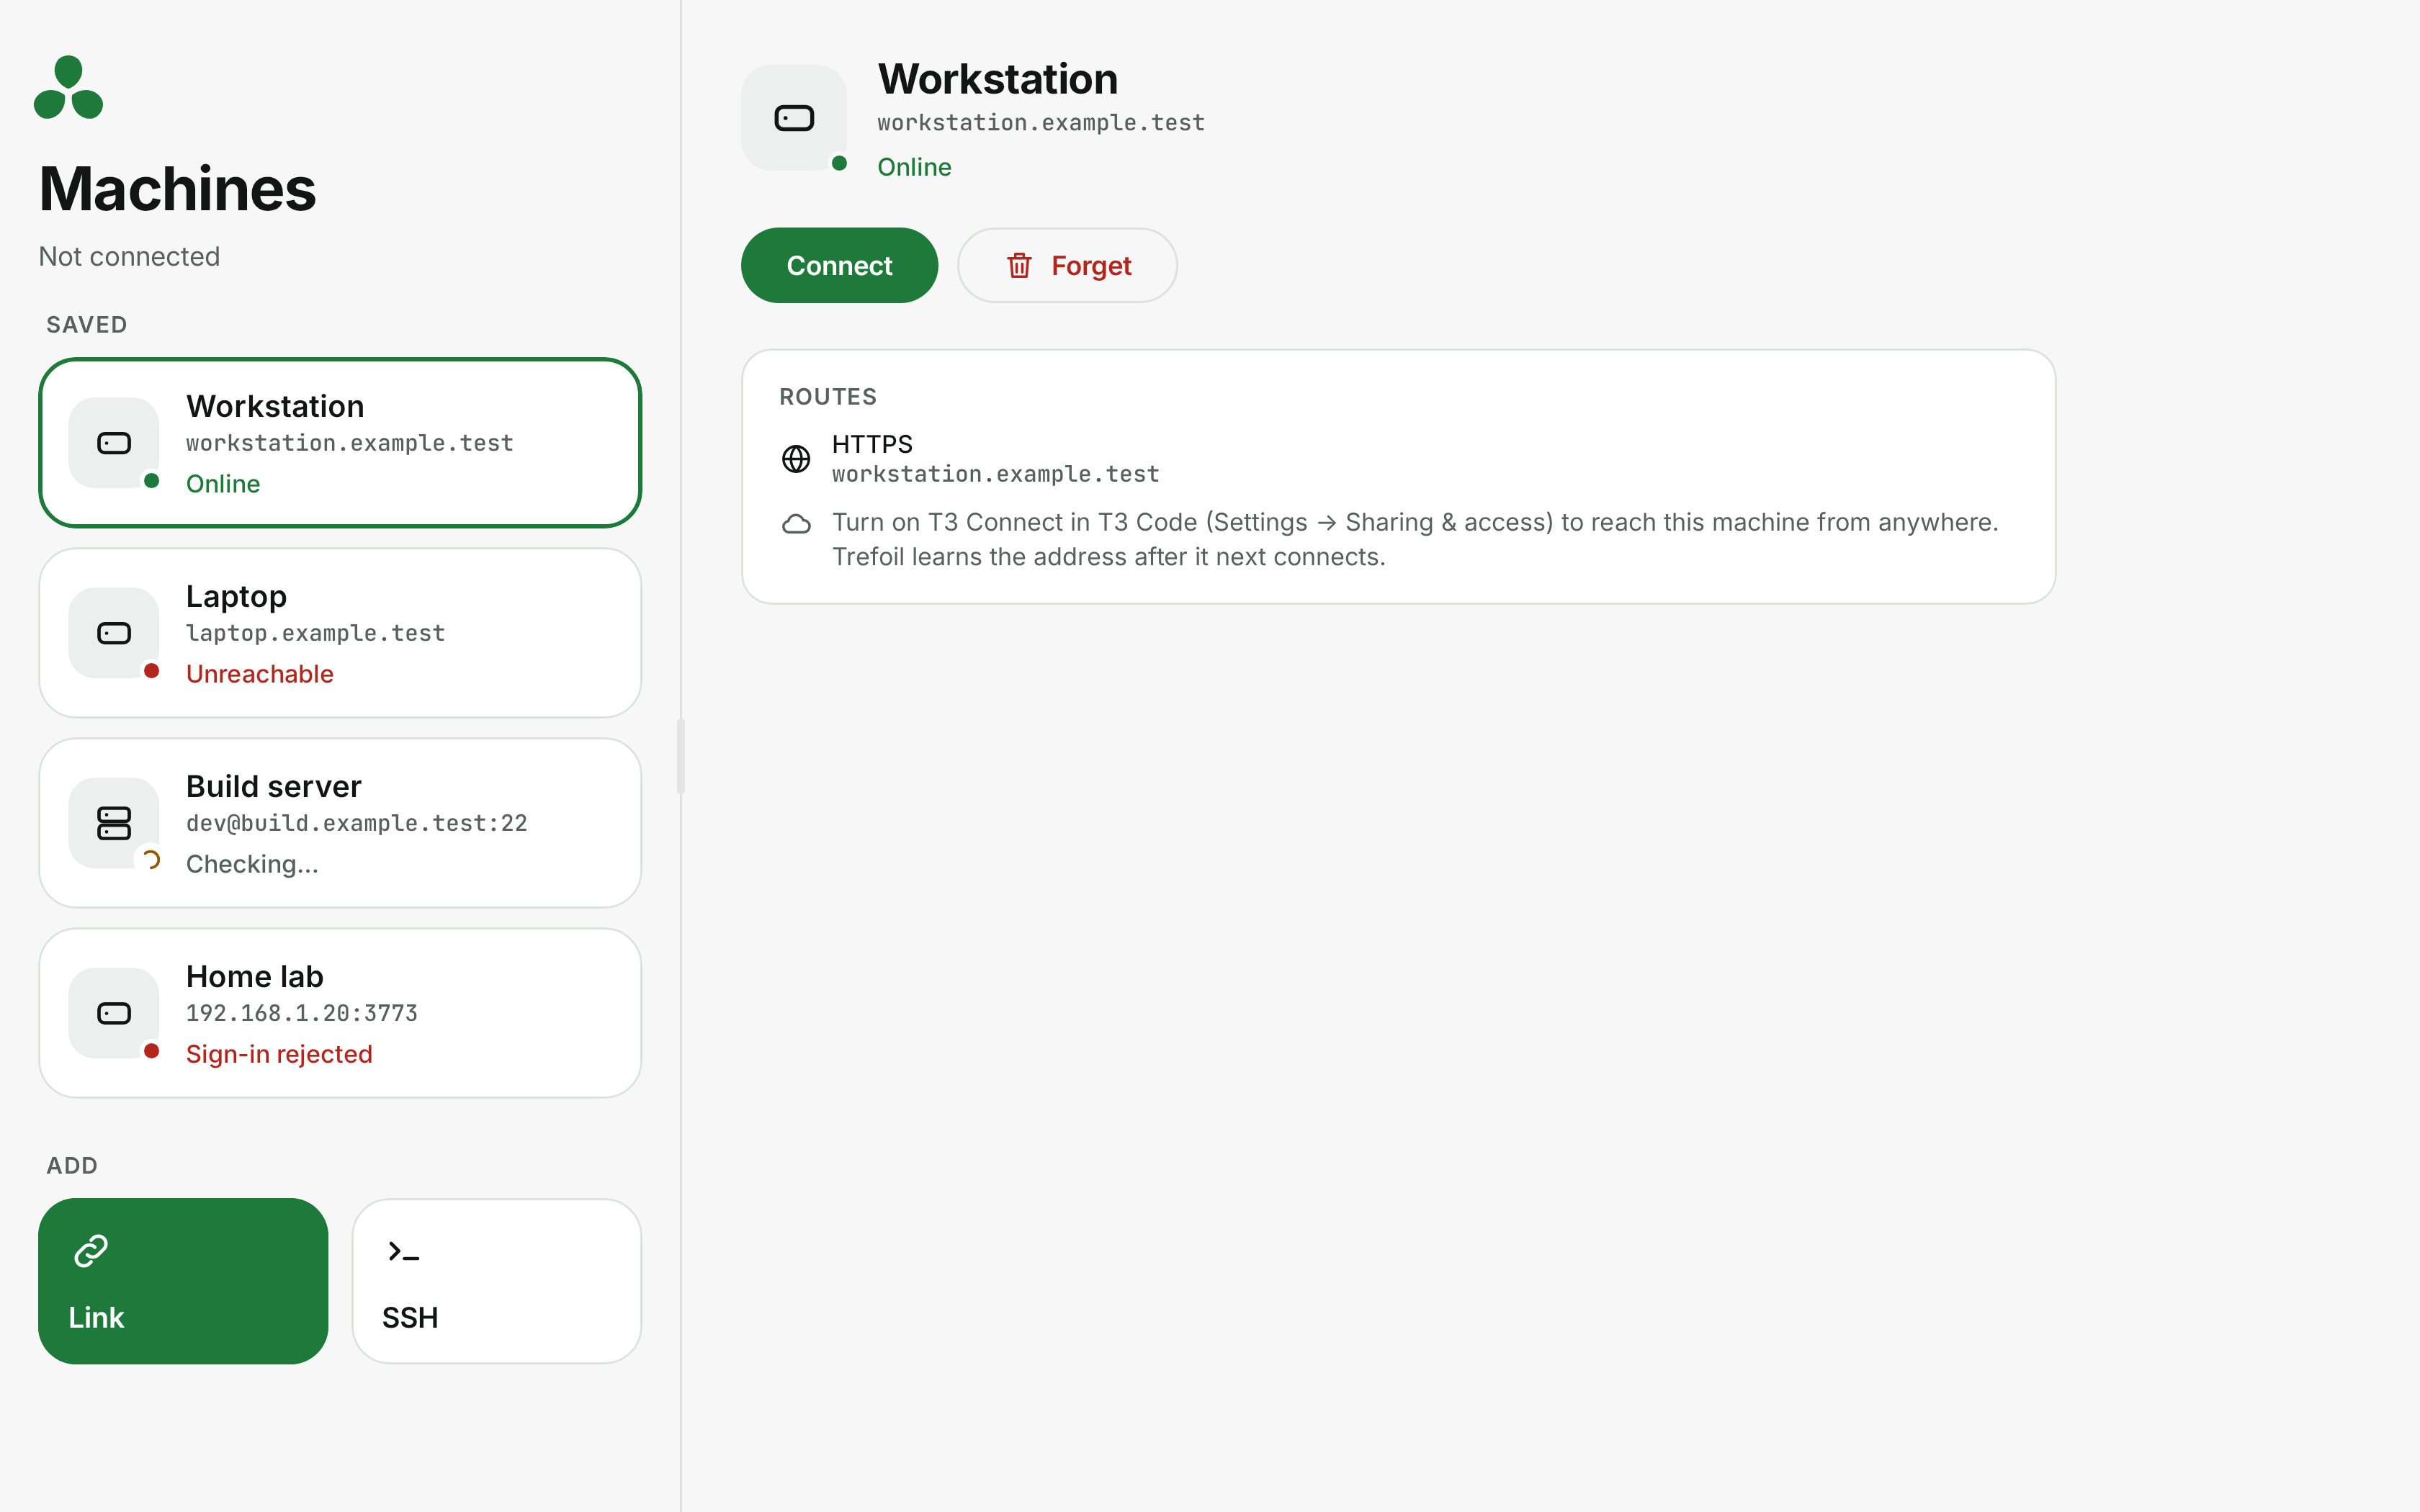 Machines
Not connected
SAVED
Workstation
workstation.example.test
Online
Laptop
laptop.example.test
Unreachable
Build server
dev@build.example.test:22
Checking...
Home lab
192.168.1.20:3773
Sign-in rejected
ADD
Link
SSH
Workstation
workstation.example.test
Online
Connect
Forget
ROUTES
HTTPS
workstation.example.test
Turn on T3 Connect in T3 Code (Settings → Sharing & access) to reach this machine from anywhere.
Trefoil learns the address after it next connects.